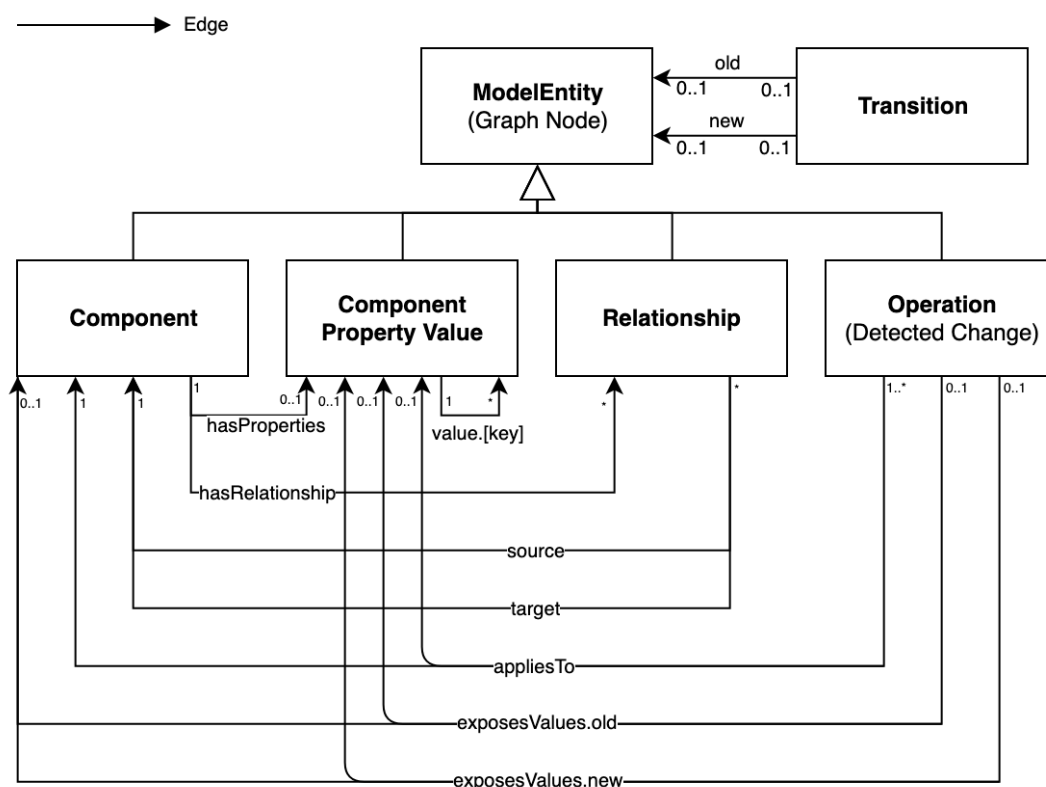 Edge
old
ModelEntity
(Graph Node)
0..1
0..1
Transition
new
0..1
0..1
Component
Component
Property Value
Relationship
Operation
(Detected Change)
0..1
1
1
1
0..1
0..1
0..1
0..1
1
*
*
*
1..*
0..1
0..1
hasProperties
value.[key]
hasRelationship
source
target
appliesTo
exposesValues.old
exposesValues.new